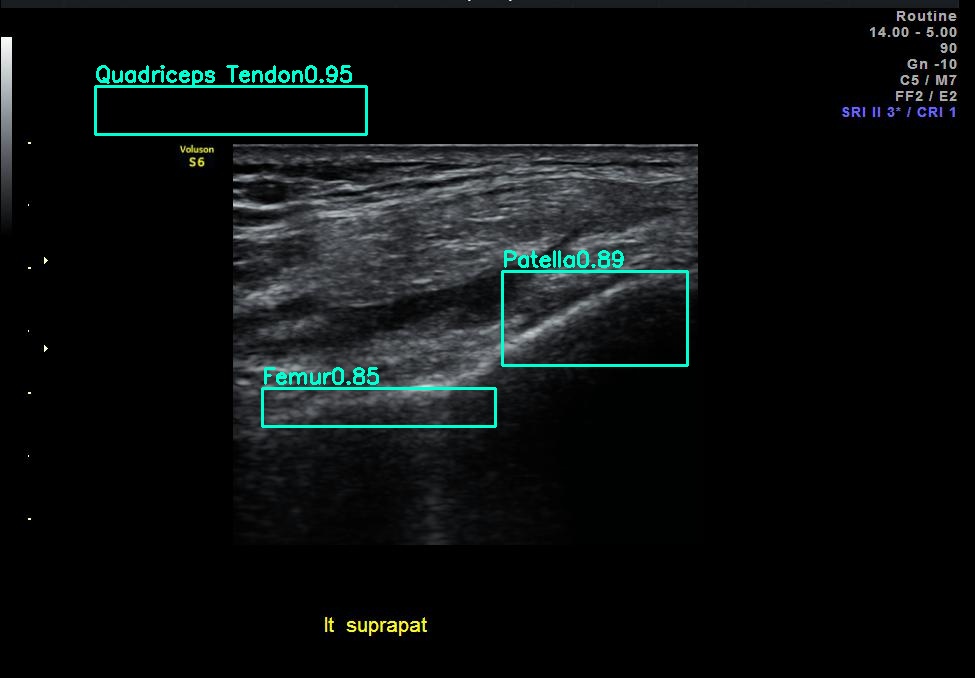 Routine
14.00 - 5.00
90
Gn -10
C5 / M7
FF2 / E2
SRI II 3* / CRI 1
Quadriceps Tendon0.95
Voluson
S6
Patella0.89
Femur0.85
lt suprapat